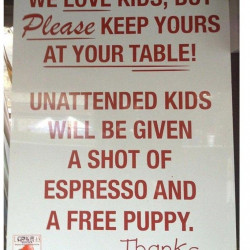 WE LOVE KIDS, BUT
Please KEEP YOURS
AT YOUR TABLE!
UNATTENDED KIDS
WILL BE GIVEN
A SHOT OF
ESPRESSO AND
A FREE PUPPY.
Thanks